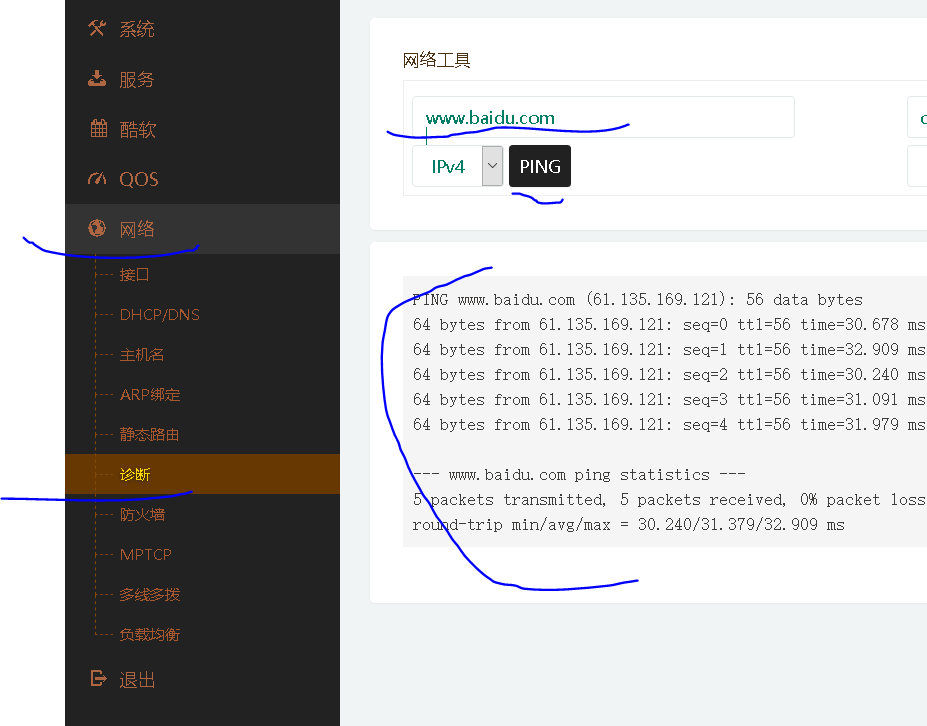 系统
服务
酷软
QOS
网络
接口
DHCP/DNS
主机名
ARP绑定
静态路由
诊断
防火墙
MPTCP
多线多拨
负载均衡
退出
网络工具
www.baidu.com
IPv4
PING
PING www.baidu.com (61.135.169.121): 56 data bytes
64 bytes from 61.135.169.121: seq=0 ttl=56 time=30.678 ms
64 bytes from 61.135.169.121: seq=1 ttl=56 time=32.909 ms
64 bytes from 61.135.169.121: seq=2 ttl=56 time=30.240 ms
64 bytes from 61.135.169.121: seq=3 ttl=56 time=31.091 ms
64 bytes from 61.135.169.121: seq=4 ttl=56 time=31.979 ms
--- www.baidu.com ping statistics ---
5 packets transmitted, 5 packets received, 0% packet loss
round-trip min/avg/max = 30.240/31.379/32.909 ms